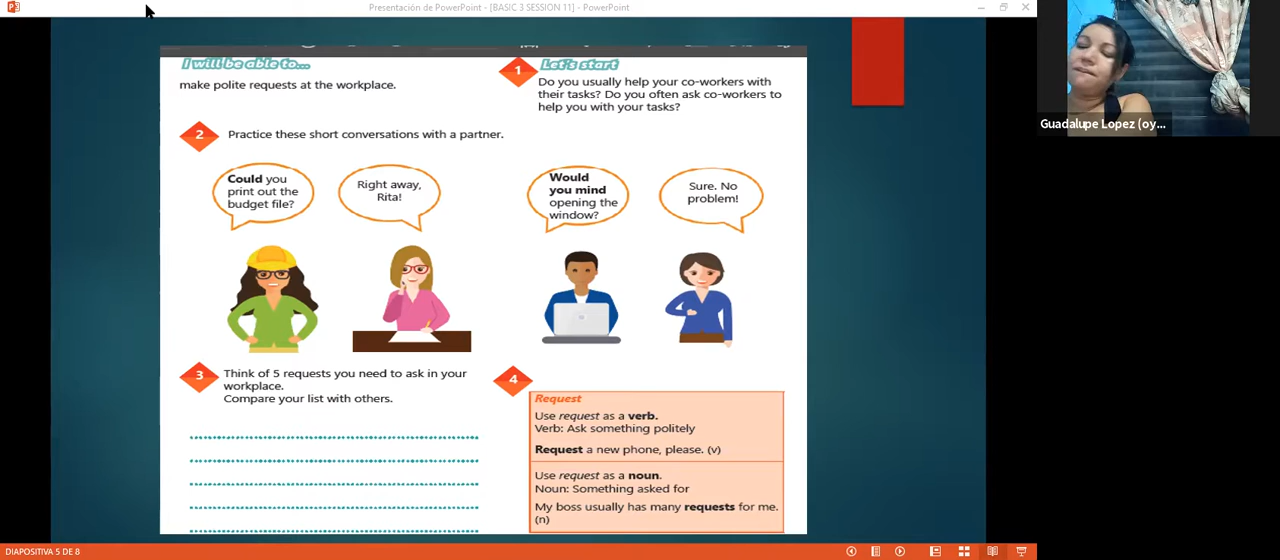 Presentación de PowerPoint - [BASIC 3 SESSION 11] - PowerPoint
I will be able to...
make polite requests at the workplace.
1
Let's start
Do you usually help your co-workers with
their tasks? Do you often ask co-workers to
help you with your tasks?
2
Practice these short conversations with a partner.
Could you
print out the
budget file?
Right away,
Rita!
Would
you mind
opening the
window?
Sure. No
problem!
3
Think of 5 requests you need to ask in your
workplace.
Compare your list with others.
4
Request
Use request as a verb.
Verb: Ask something politely
Request a new phone, please. (v)
Use request as a noun.
Noun: Something asked for
My boss usually has many requests for me.
(n)
Guadalupe Lopez (oy...
DIAPOSITIVA 5 DE 8